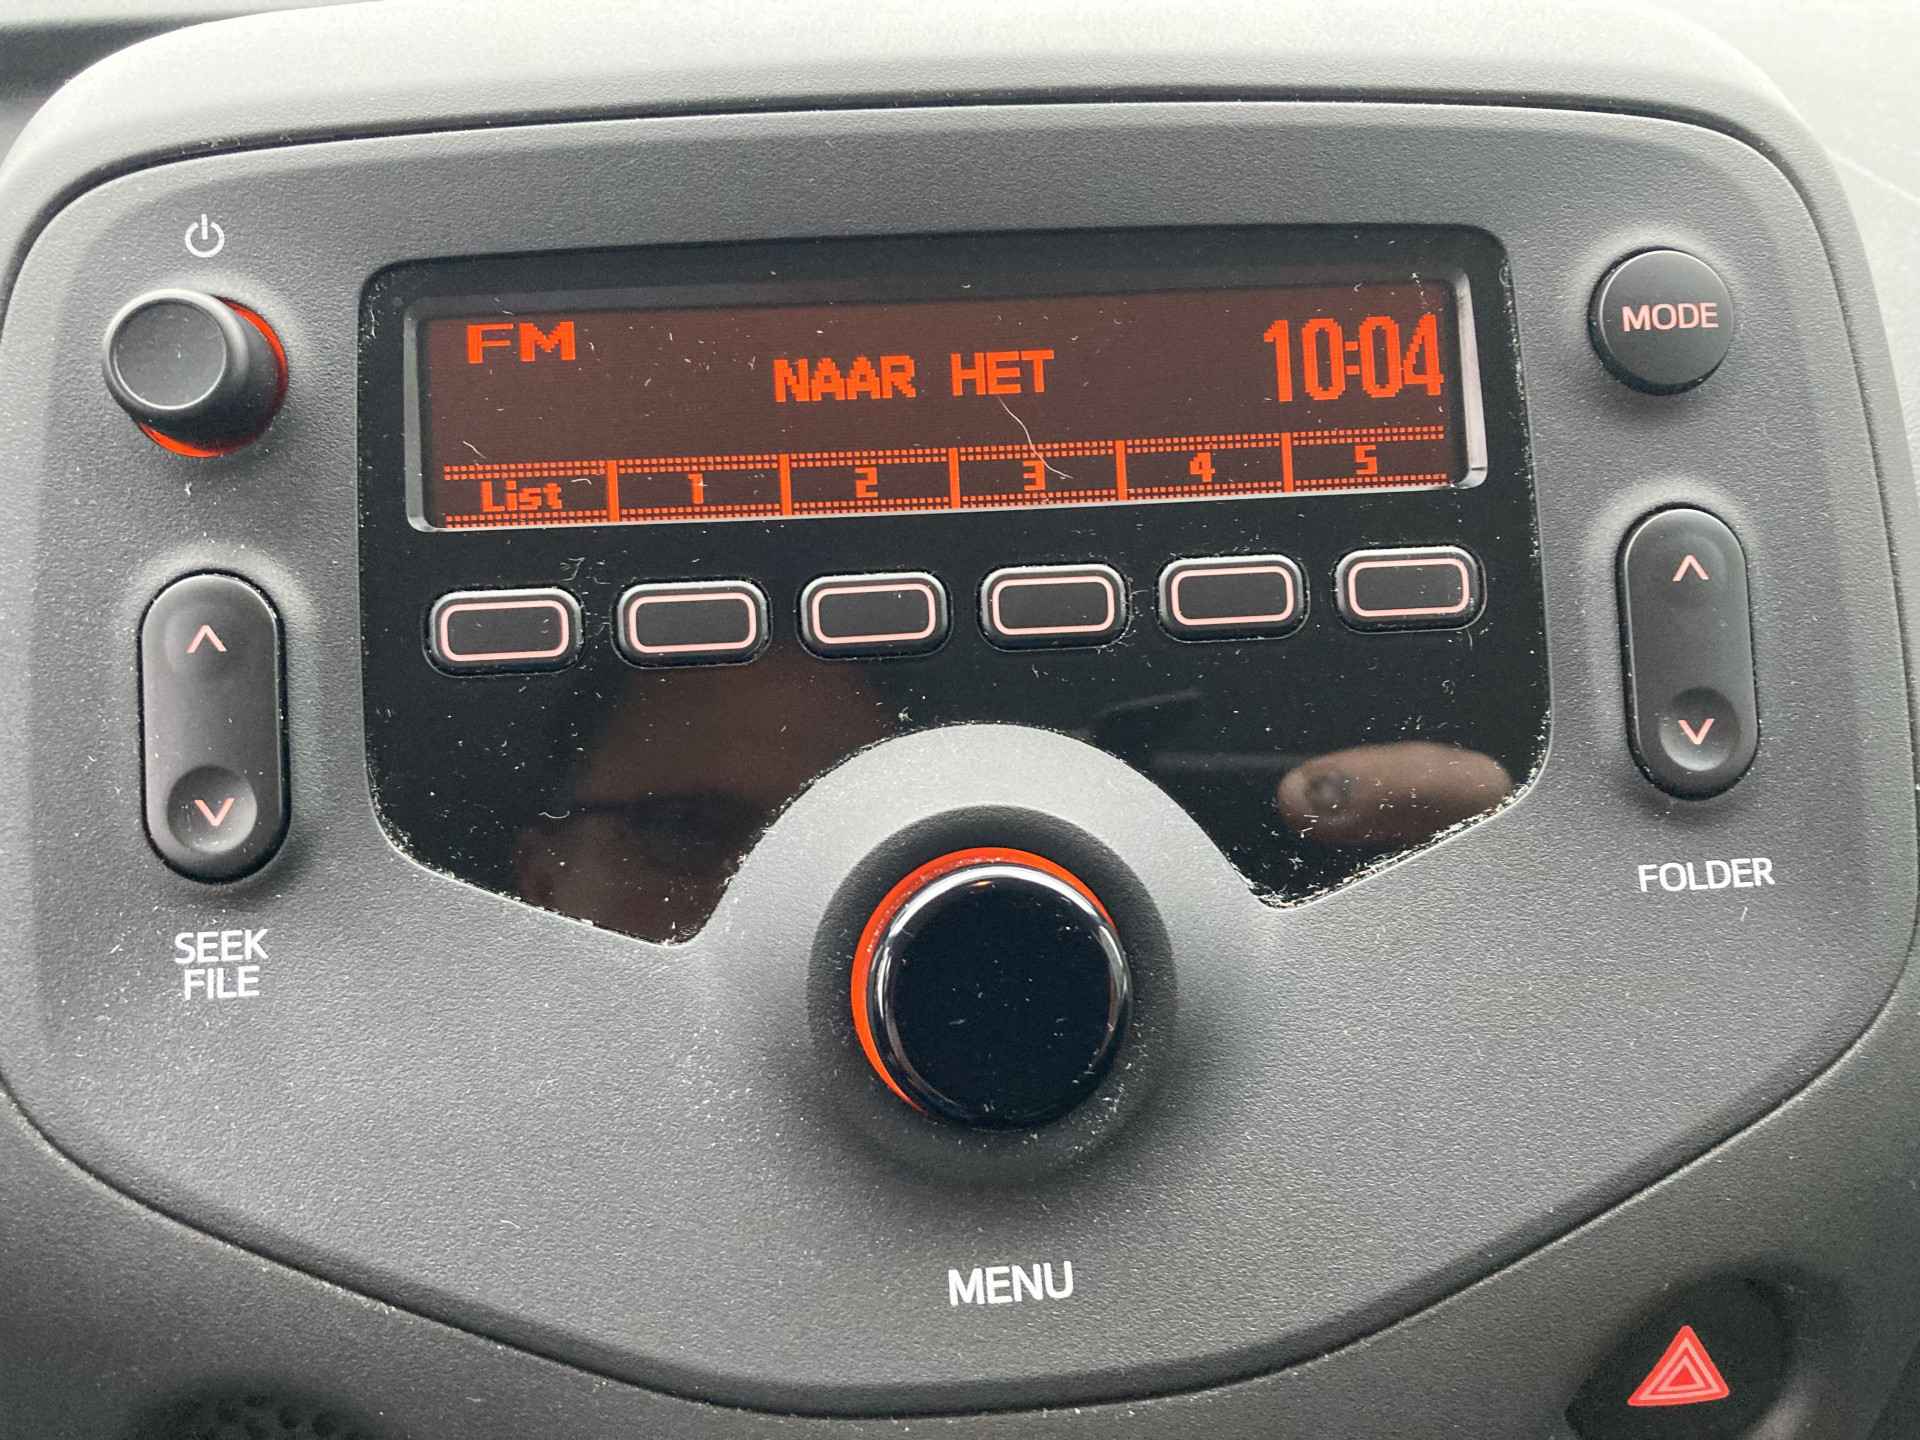 FM
NAAR HET
10:04
List 1 2 3 4 5
MODE
SEEK
FILE
FOLDER
MENU